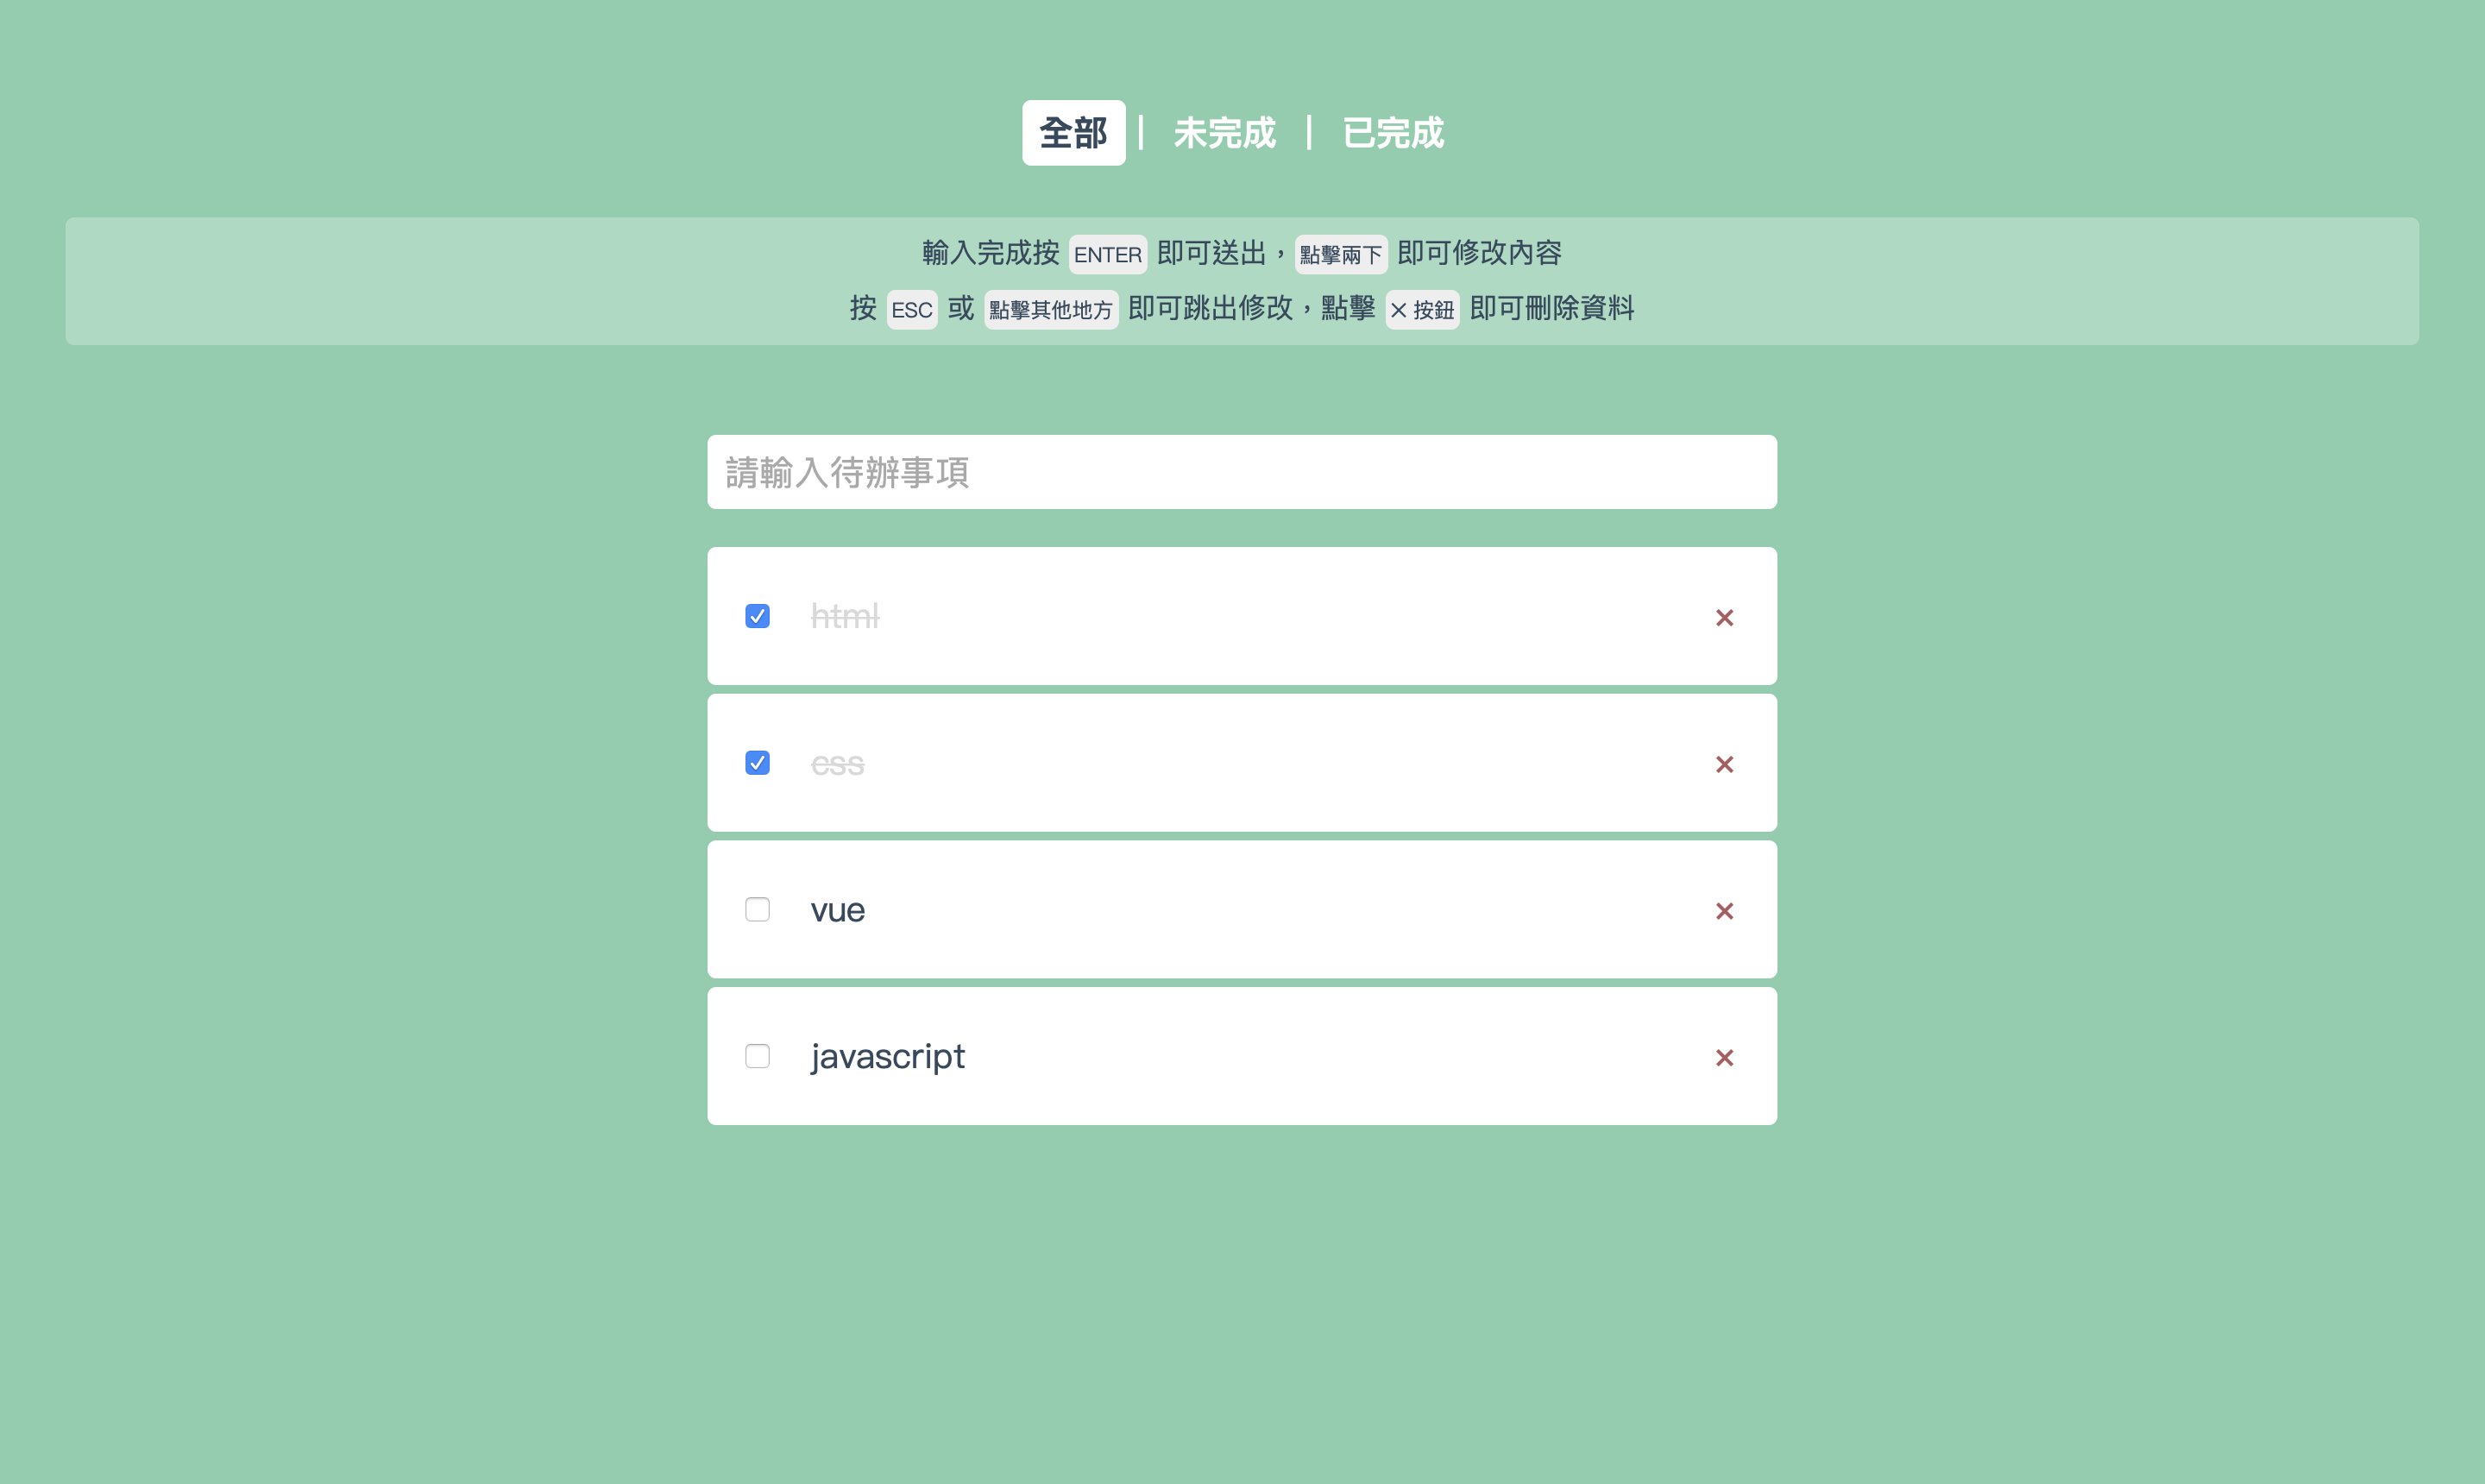 全部 | 未完成 | 已完成
輸入完成按 ENTER 即可送出，點擊兩下 即可修改內容
按 ESC 或 點擊其他地方 即可跳出修改，點擊 × 按鈕 即可刪除資料
請輸入待辦事項
html ×
css ×
vue ×
javascript ×